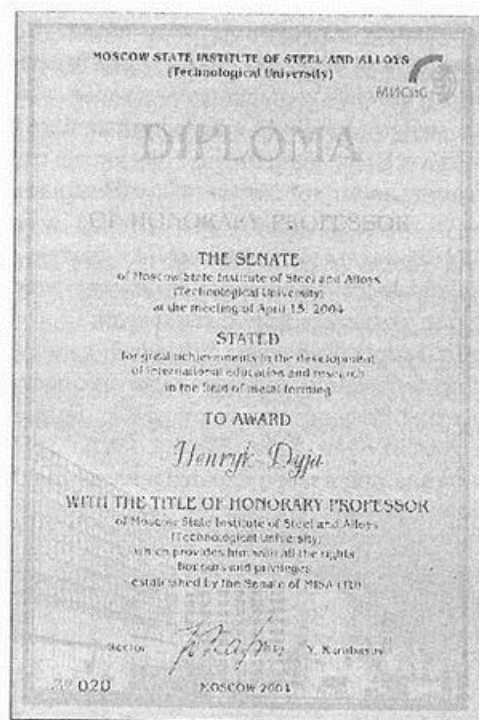 MOSCOW STATE INSTITUTE OF STEEL AND ALLOYS
(Technological University)
МИСиС
DIPLOMA
OF HONORARY PROFESSOR
THE SENATE
of Moscow State Institute of Steel and Alloys
(Technological University)
at the meeting of April 15, 2004
STATED
for great achievements in the development
of international education and research
in the field of metal forming
TO AWARD
Henryk Dyja
WITH THE TITLE OF HONORARY PROFESSOR
of Moscow State Institute of Steel and Alloys
(Technological University)
which provides him with all the rights
honours and privileges
established by the Senate of MISA (TU)
Rector Y. Karabasov
№ 020 MOSCOW 2004